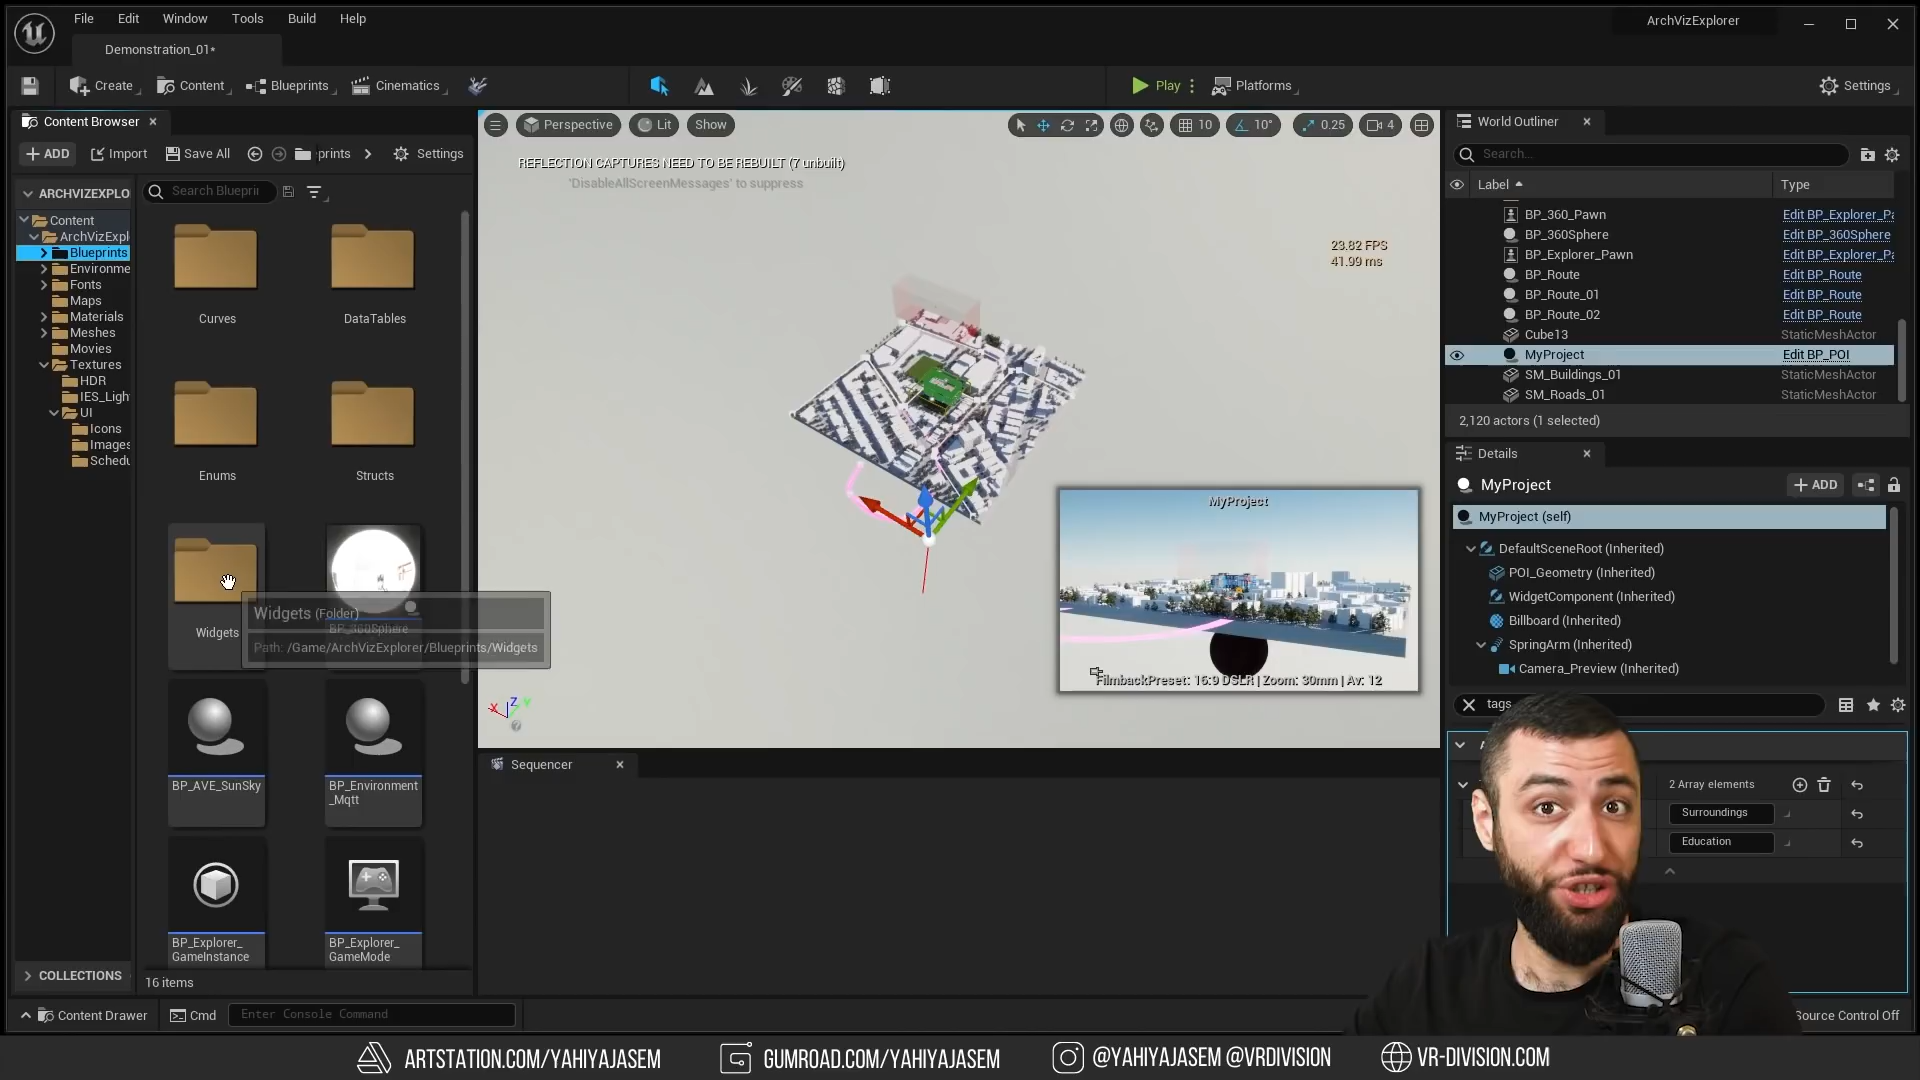 File Edit Window Tools Build Help
ArchVizExplorer
Demonstration_01*
Create Content Blueprints Cinematics Play Platforms Settings
Content Browser
ADD Import Save All prints Settings
ARCHVIZEXPLO
Search Bluepri
Content
ArchVizExpl
Blueprints
Environme
Fonts
Maps
Materials
Meshes
Movies
Textures
HDR
IES_Ligh
UI
Icons
Images
Schedu
COLLECTIONS
Curves DataTables
Enums Structs
Widgets
BP_360Sphere
Widgets (Folder)
Path: /Game/ArchVizExplorer/Blueprints/Widgets
BP_AVE_SunSky
BP_Environment
_Mqtt
BP_Explorer_
GameInstance
BP_Explorer_
GameMode
16 items
Perspective Lit Show
10 10° 0.25 4
REFLECTION CAPTURES NEED TO BE REBUILT (7 unbuilt)
'DisableAllScreenMessages' to suppress
23.82 FPS
41.99 ms
MyProject
FilmbackPreset: 16:9 DSLR | Zoom: 30mm | Av: 12
X Z Y
Sequencer
World Outliner
Search...
Label Type
BP_360_Pawn Edit BP_Explorer_Pa
BP_360Sphere Edit BP_360Sphere
BP_Explorer_Pawn Edit BP_Explorer_Pa
BP_Route Edit BP_Route
BP_Route_01 Edit BP_Route
BP_Route_02 Edit BP_Route
Cube13 StaticMeshActor
MyProject Edit BP_POI
SM_Buildings_01 StaticMeshActor
SM_Roads_01 StaticMeshActor
2,120 actors (1 selected)
Details
MyProject ADD
MyProject (self)
DefaultSceneRoot (Inherited)
POI_Geometry (Inherited)
WidgetComponent (Inherited)
Billboard (Inherited)
SpringArm (Inherited)
Camera_Preview (Inherited)
tags
2 Array elements
Surroundings
Education
Content Drawer Cmd Enter Console Command
Source Control Off
ARTSTATION.COM/YAHIYAJASEM GUMROAD.COM/YAHIYAJASEM @YAHIYAJASEM @VRDIVISION VR-DIVISION.COM